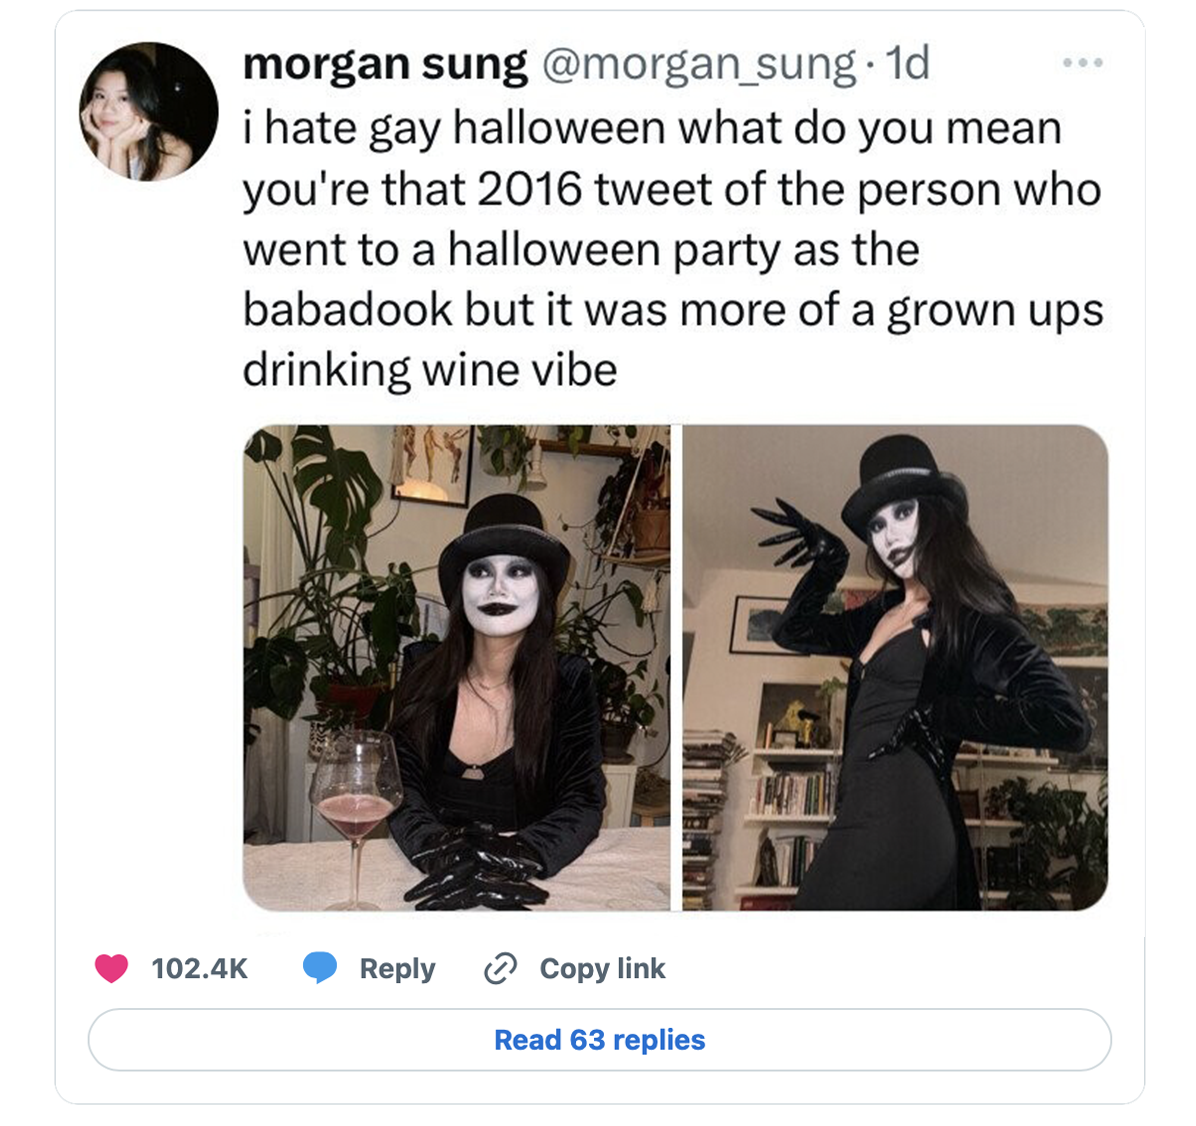 morgan sung @morgan_sung · 1d
i hate gay halloween what do you mean
you're that 2016 tweet of the person who
went to a halloween party as the
babadook but it was more of a grown ups
drinking wine vibe
102.4K Reply Copy link
Read 63 replies